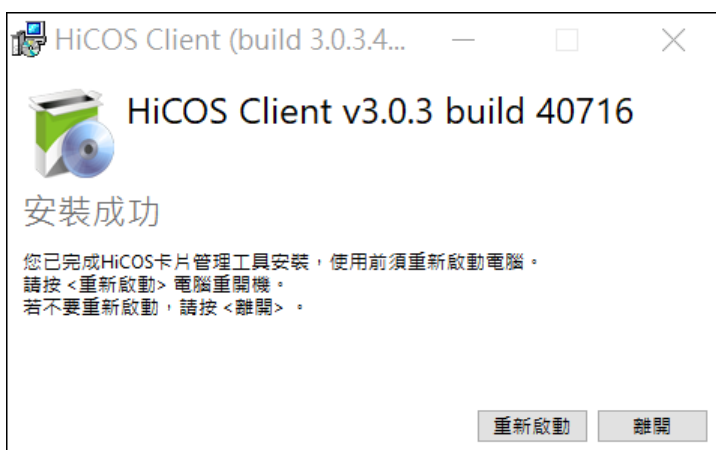 HiCOS Client (build 3.0.3.4...
HiCOS Client v3.0.3 build 40716
安裝成功
您已完成HiCOS卡片管理工具安裝，使用前須重新啟動電腦。
請按 <重新啟動> 電腦重開機。
若不要重新啟動，請按 <離開> 。
重新啟動 離開